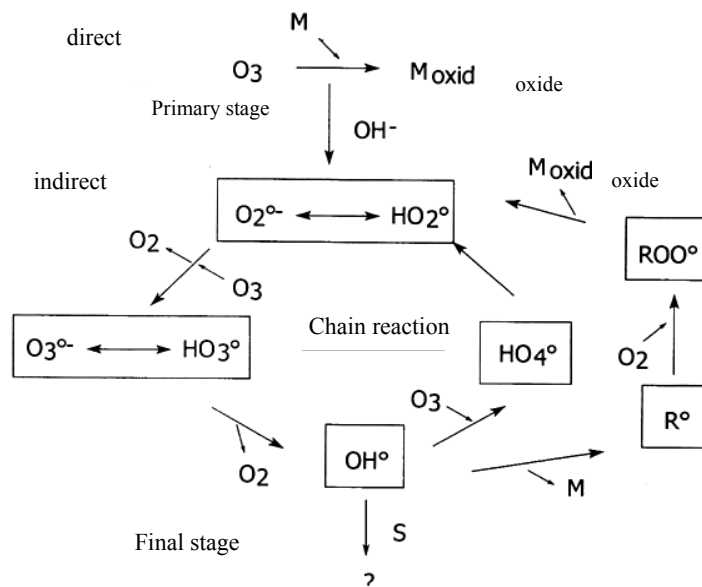 direct
M
O3
Moxid
oxide
Primary stage
OH-
indirect
O2°- HO2°
Moxid oxide
ROO°
O2
O3
O3°- HO3°
Chain reaction
HO4°
O2
R°
O3
O2
OH°
M
S
Final stage
?